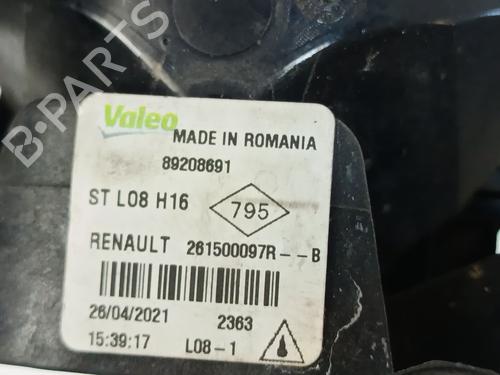 B-PARTS
Valeo
MADE IN ROMANIA
89208691
ST L08 H16
795
RENAULT 261500097R--B
26/04/2021 2363
15:39:17 L08-1